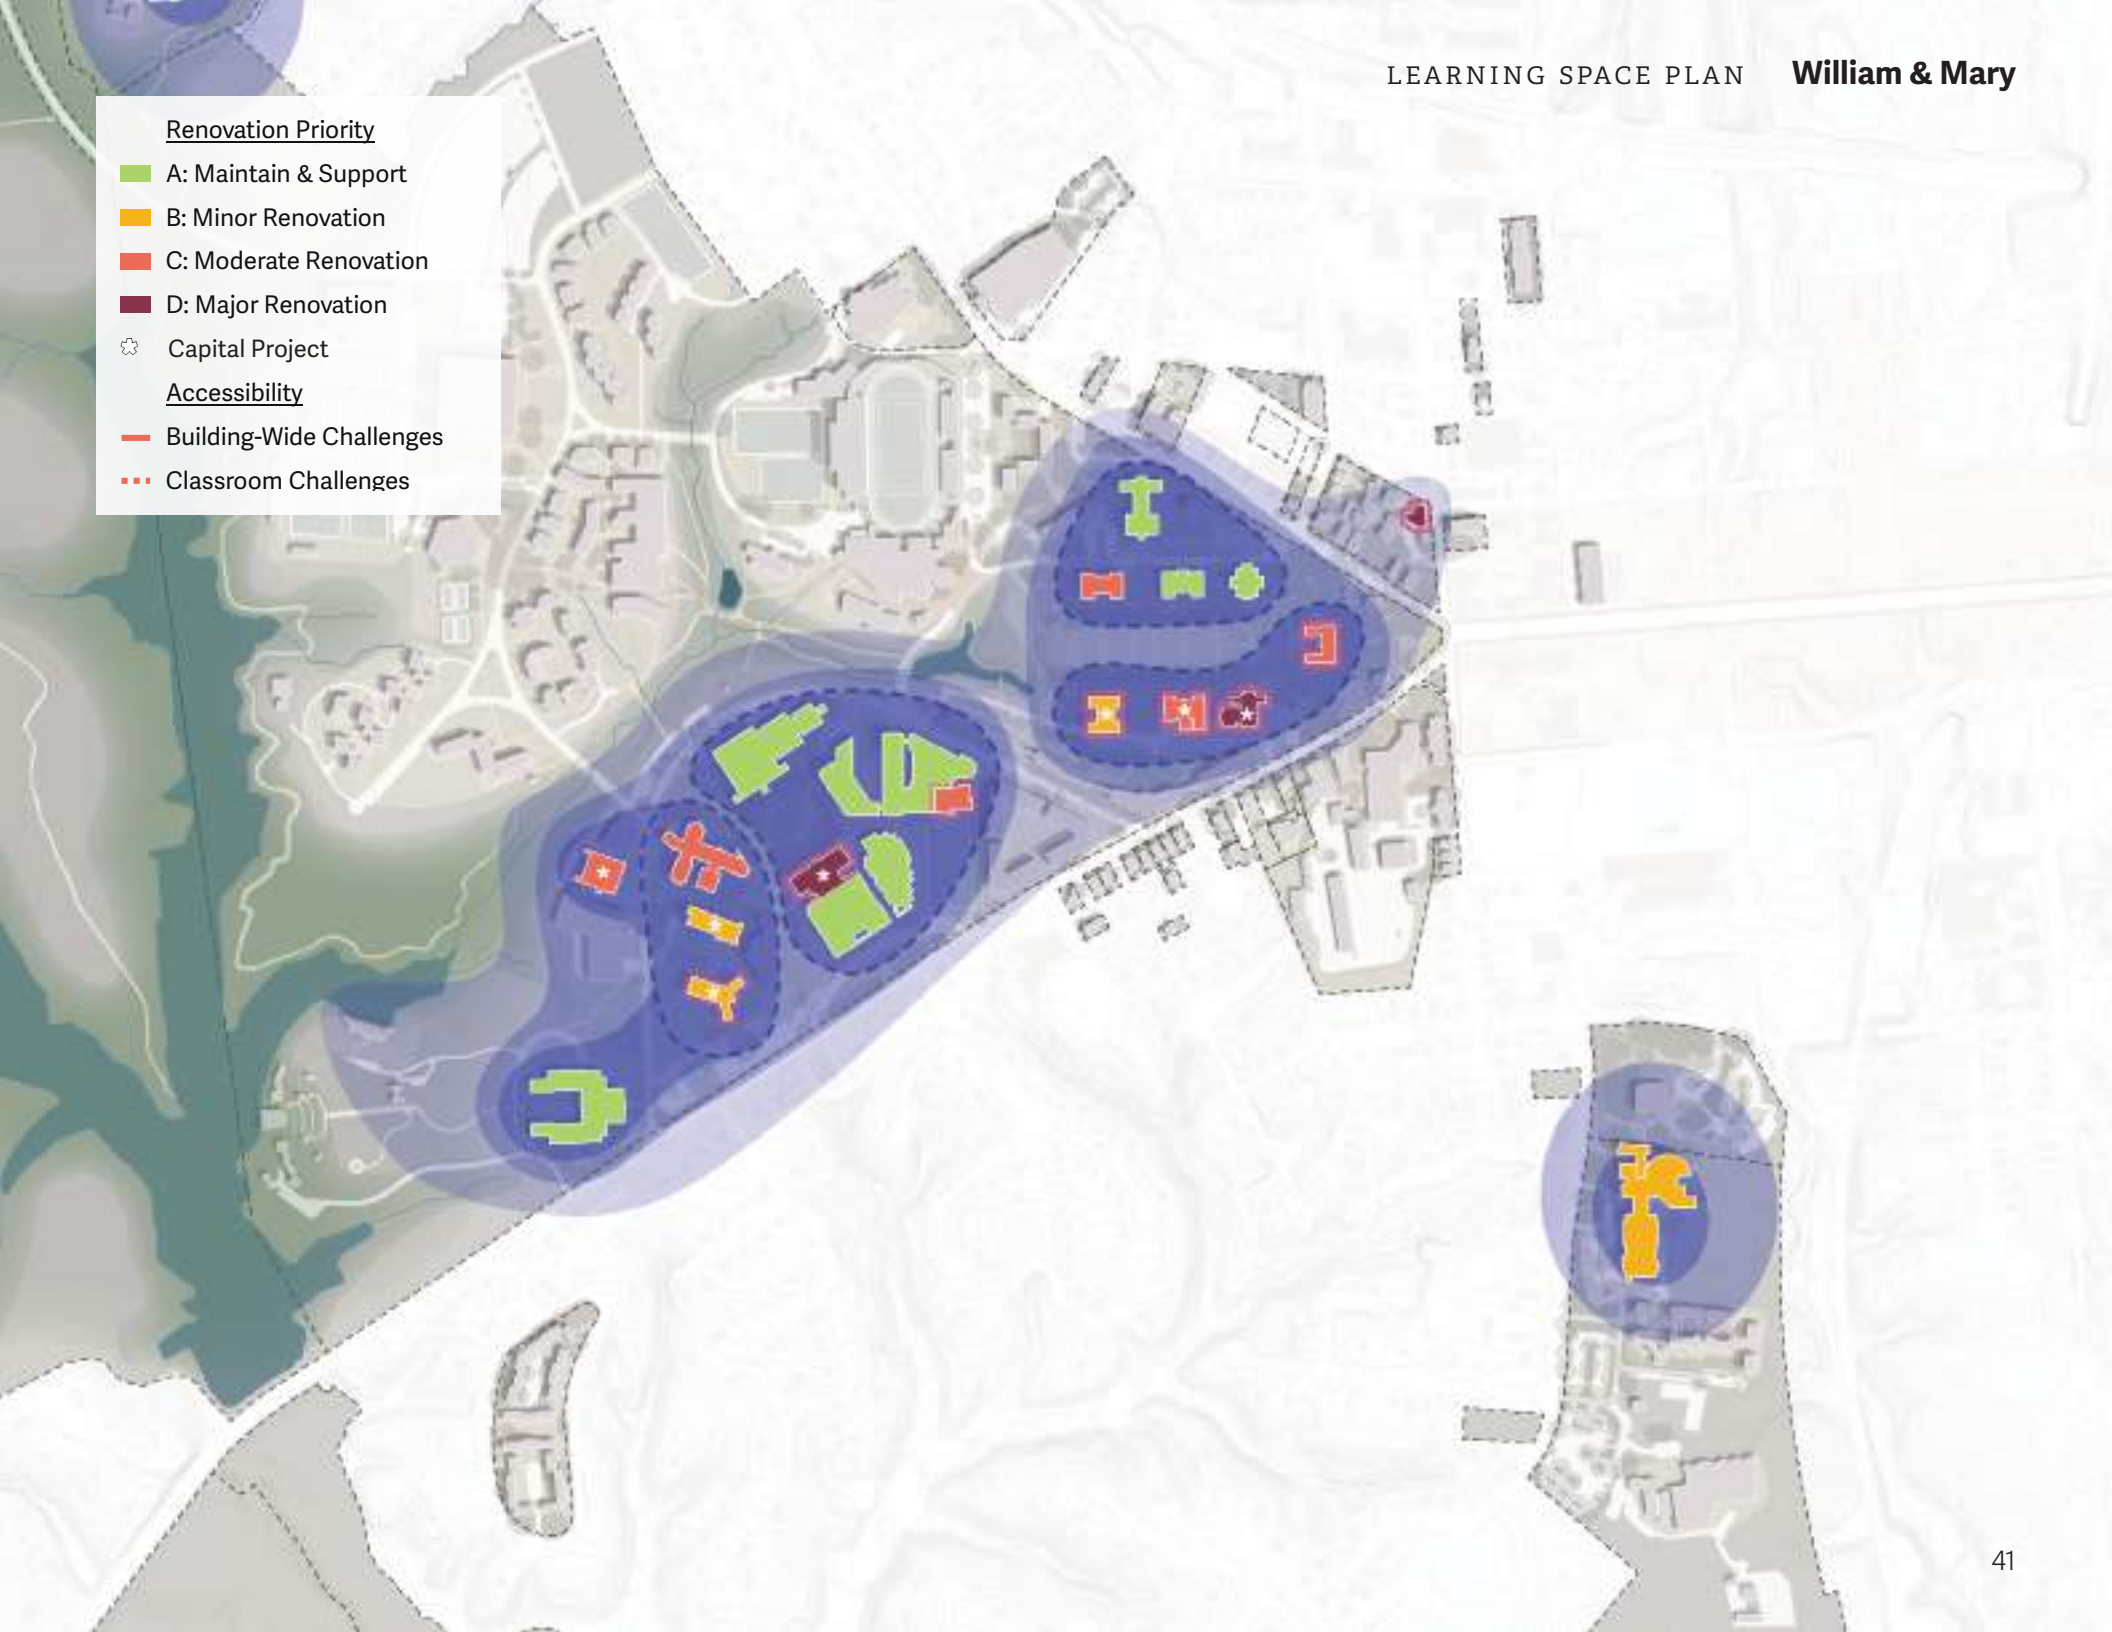 LEARNING SPACE PLAN William & Mary
Renovation Priority
A: Maintain & Support
B: Minor Renovation
C: Moderate Renovation
D: Major Renovation
Capital Project
Accessibility
Building-Wide Challenges
Classroom Challenges
41